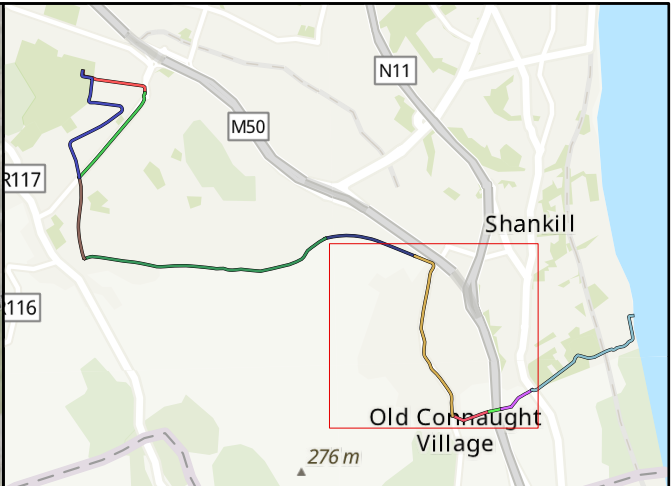 N11
M50
R117
Shankill
R116
Old Connaught
Village
276 m